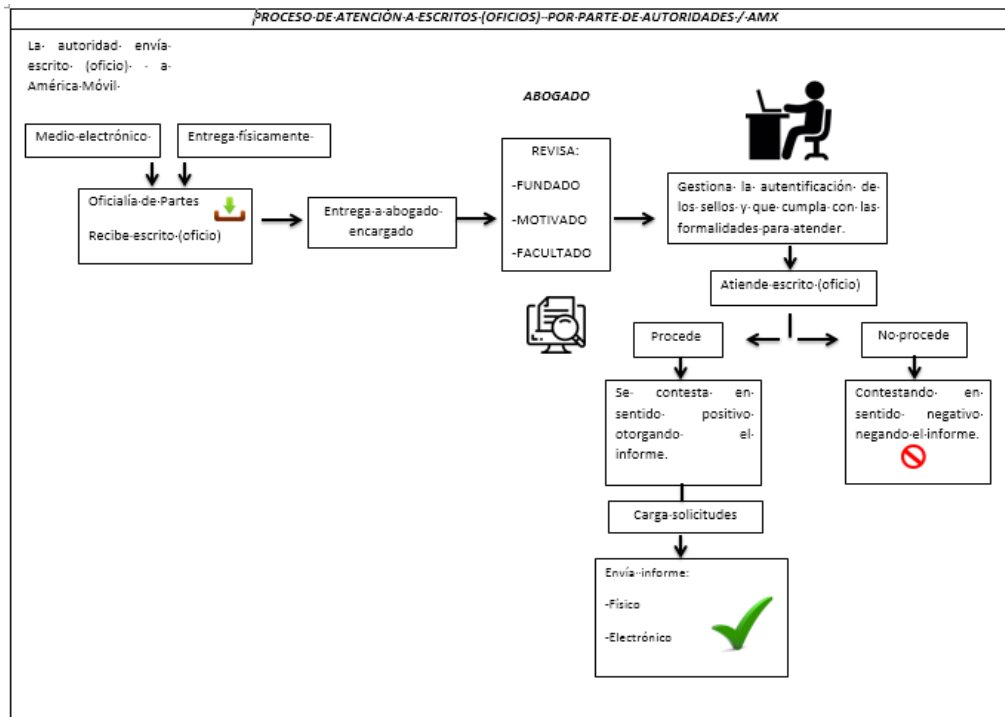 PROCESO DE ATENCIÓN A ESCRITOS (OFICIOS)--POR PARTE DE AUTORIDADES / AMX
La autoridad envía
escrito (oficio) a
América Móvil
ABOGADO
Medio electrónico
Entrega físicamente
Oficialía de Partes
Recibe escrito (oficio)
Entrega a abogado
encargado
REVISA:
-FUNDADO
-MOTIVADO
-FACULTADO
Gestiona la autentificación de
los sellos y que cumpla con las
formalidades para atender.
Atiende escrito (oficio)
Procede
No procede
Se contesta en
sentido positivo
otorgando el
informe.
Contestando en
sentido negativo
negando el informe.
Carga solicitudes
Envía informe:
-Físico
-Electrónico